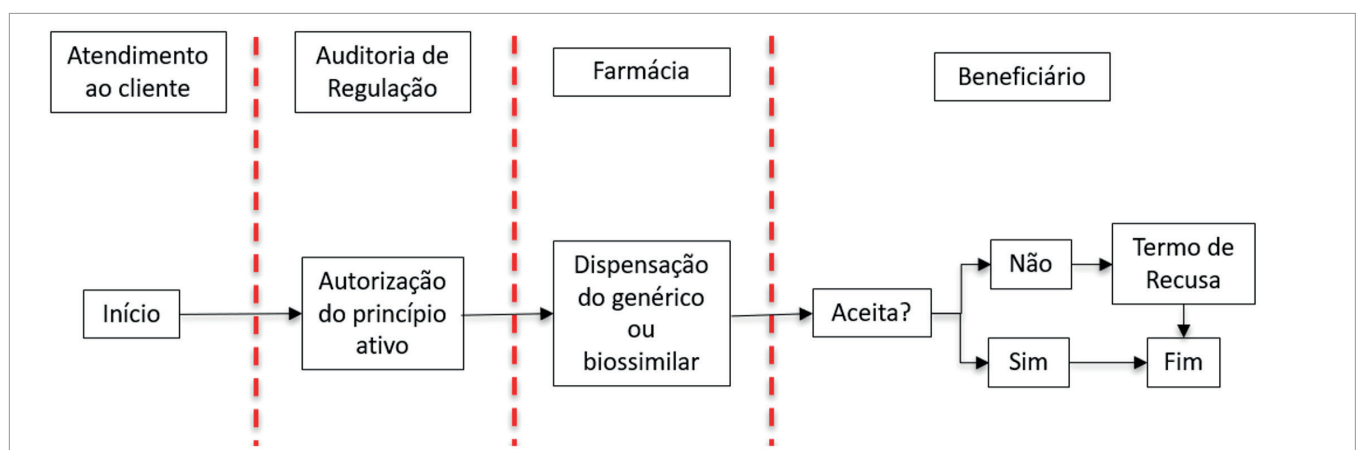 Atendimento
ao cliente
Auditoria de
Regulação
Farmácia
Beneficiário
Início
Autorização
do princípio
ativo
Dispensação
do genérico
ou
biossimilar
Aceita?
Não
Termo de
Recusa
Sim
Fim